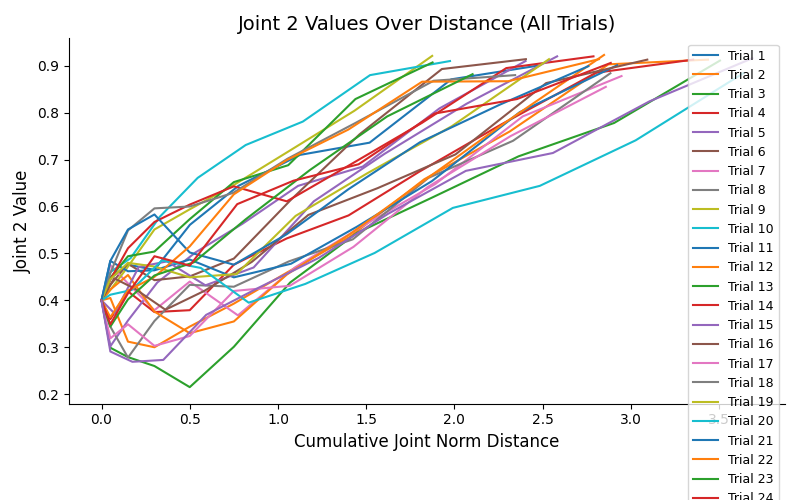 Joint 2 Values Over Distance (All Trials)
Joint 2 Value
0.9
0.8
0.7
0.6
0.5
0.4
0.3
0.2
0.0 0.5 1.0 1.5 2.0 2.5 3.0 3.5
Cumulative Joint Norm Distance
Trial 1
Trial 2
Trial 3
Trial 4
Trial 5
Trial 6
Trial 7
Trial 8
Trial 9
Trial 10
Trial 11
Trial 12
Trial 13
Trial 14
Trial 15
Trial 16
Trial 17
Trial 18
Trial 19
Trial 20
Trial 21
Trial 22
Trial 23
Trial 24